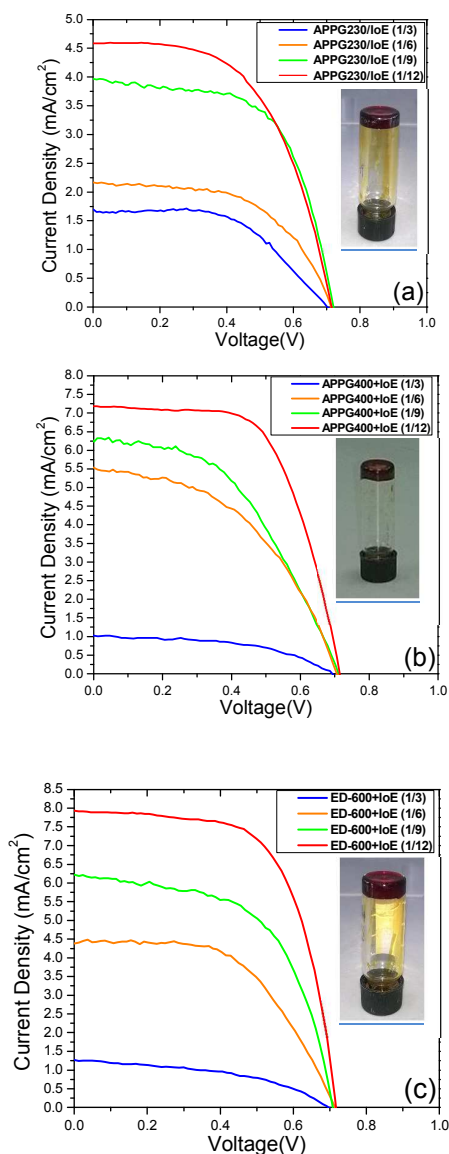 5.0
4.5
4.0
3.5
3.0
2.5
2.0
1.5
1.0
0.5
0.0
Current Density (mA/cm²)
APPG230/IoE (1/3)
APPG230/IoE (1/6)
APPG230/IoE (1/9)
APPG230/IoE (1/12)
(a)
0.0 0.2 0.4 0.6 0.8 1.0
Voltage(V)
8.0
7.5
7.0
6.5
6.0
5.5
5.0
4.5
4.0
3.5
3.0
2.5
2.0
1.5
1.0
0.5
0.0
Current Density (mA/cm²)
APPG400+IoE (1/3)
APPG400+IoE (1/6)
APPG400+IoE (1/9)
APPG400+IoE (1/12)
(b)
0.0 0.2 0.4 0.6 0.8 1.0
Voltage(V)
8.5
8.0
7.5
7.0
6.5
6.0
5.5
5.0
4.5
4.0
3.5
3.0
2.5
2.0
1.5
1.0
0.5
0.0
Current Density (mA/cm²)
ED-600+IoE (1/3)
ED-600+IoE (1/6)
ED-600+IoE (1/9)
ED-600+IoE (1/12)
(c)
0.0 0.2 0.4 0.6 0.8 1.0
Voltage(V)